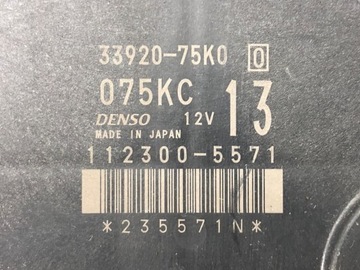 33920-75K0 0
075KC 13
DENSO 12V
MADE IN JAPAN
112300-5571
*235571N*